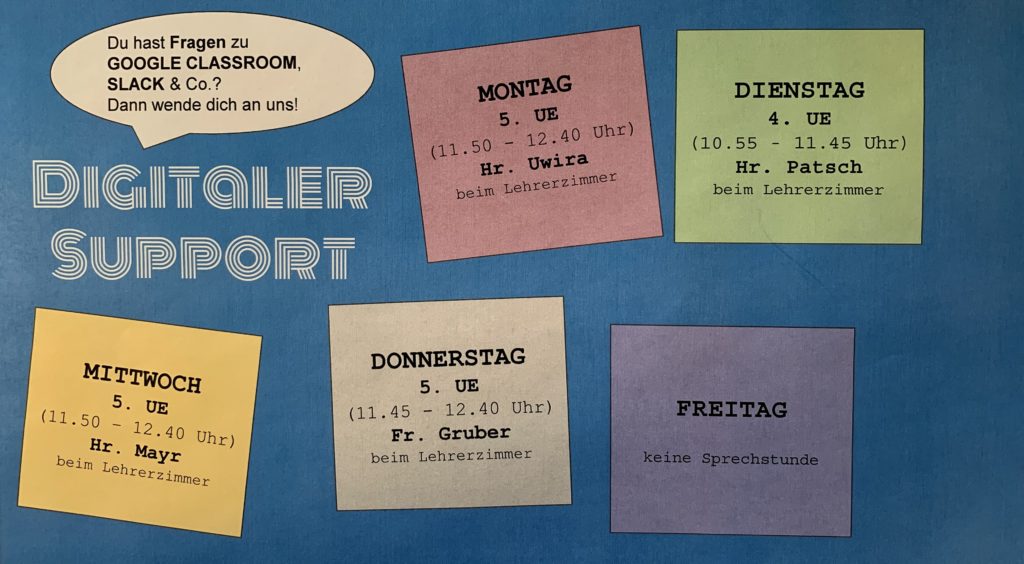 Du hast Fragen zu
GOOGLE CLASSROOM,
SLACK & Co.?
Dann wende dich an uns!
DIGITALER
SUPPORT
MONTAG
5. UE
(11.50 - 12.40 Uhr)
Hr. Uwira
beim Lehrerzimmer
DIENSTAG
4. UE
(10.55 - 11.45 Uhr)
Hr. Patsch
beim Lehrerzimmer
MITTWOCH
5. UE
(11.50 - 12.40 Uhr)
Hr. Mayr
beim Lehrerzimmer
DONNERSTAG
5. UE
(11.45 - 12.40 Uhr)
Fr. Gruber
beim Lehrerzimmer
FREITAG
keine Sprechstunde